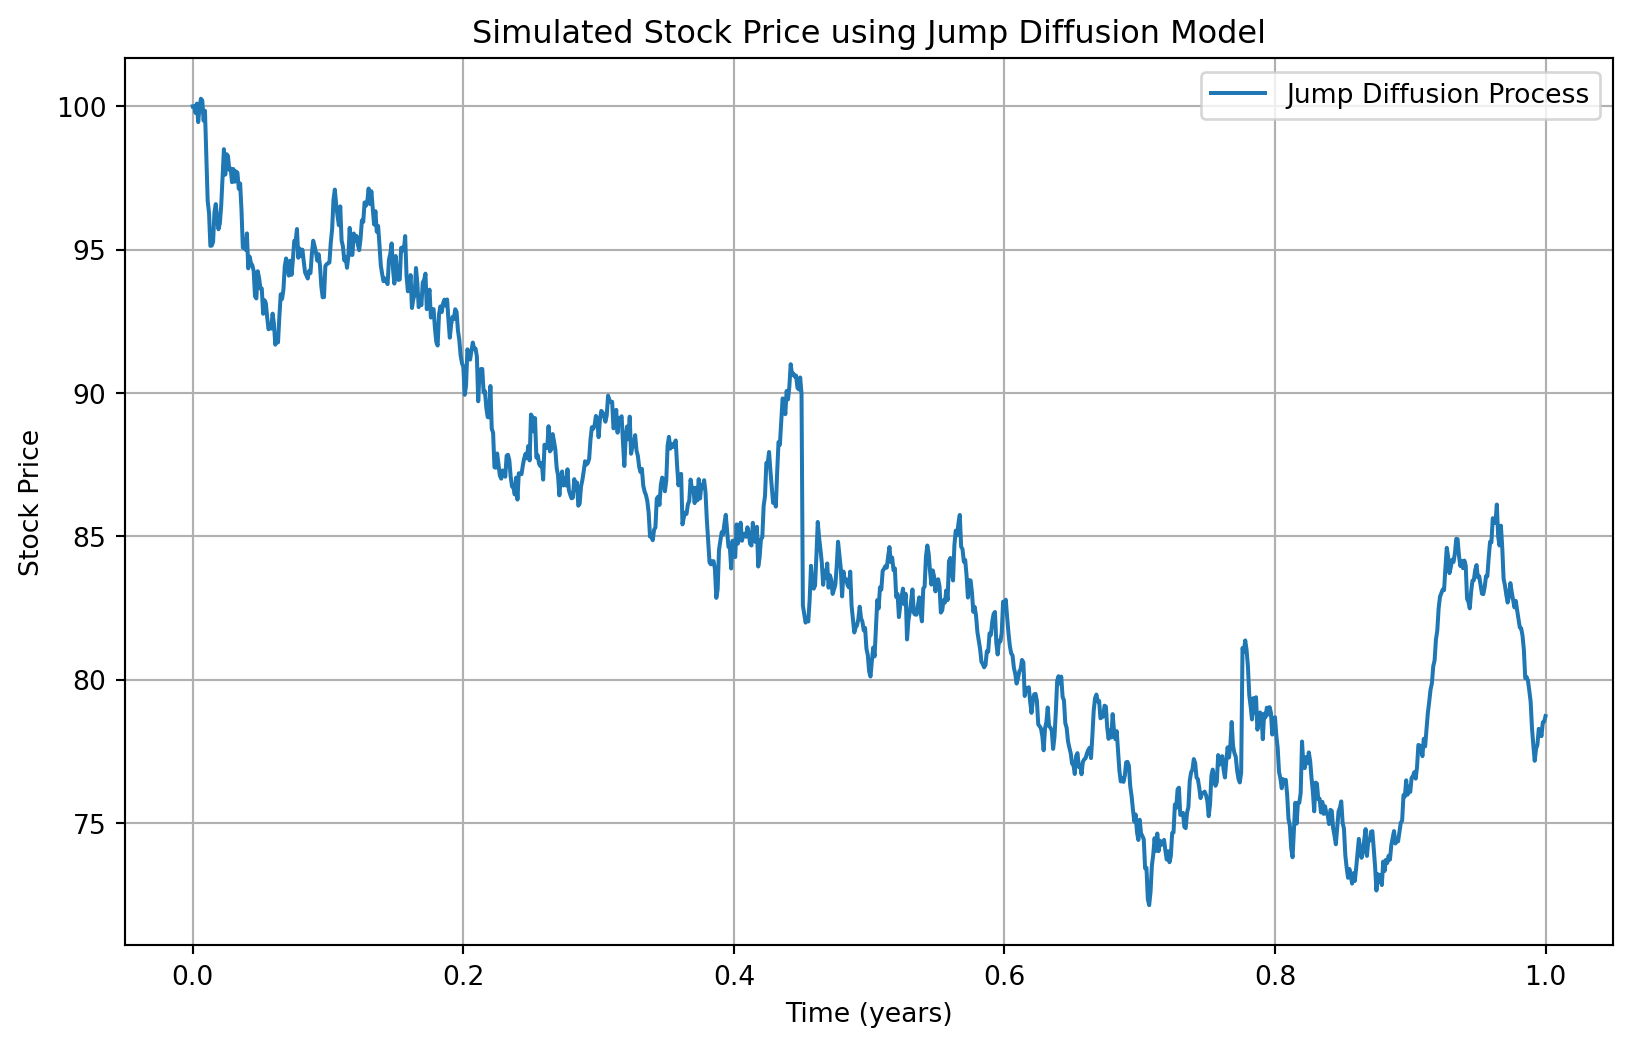 Simulated Stock Price using Jump Diffusion Model
Jump Diffusion Process
Stock Price
100
95
90
85
80
75
0.0 0.2 0.4 0.6 0.8 1.0
Time (years)